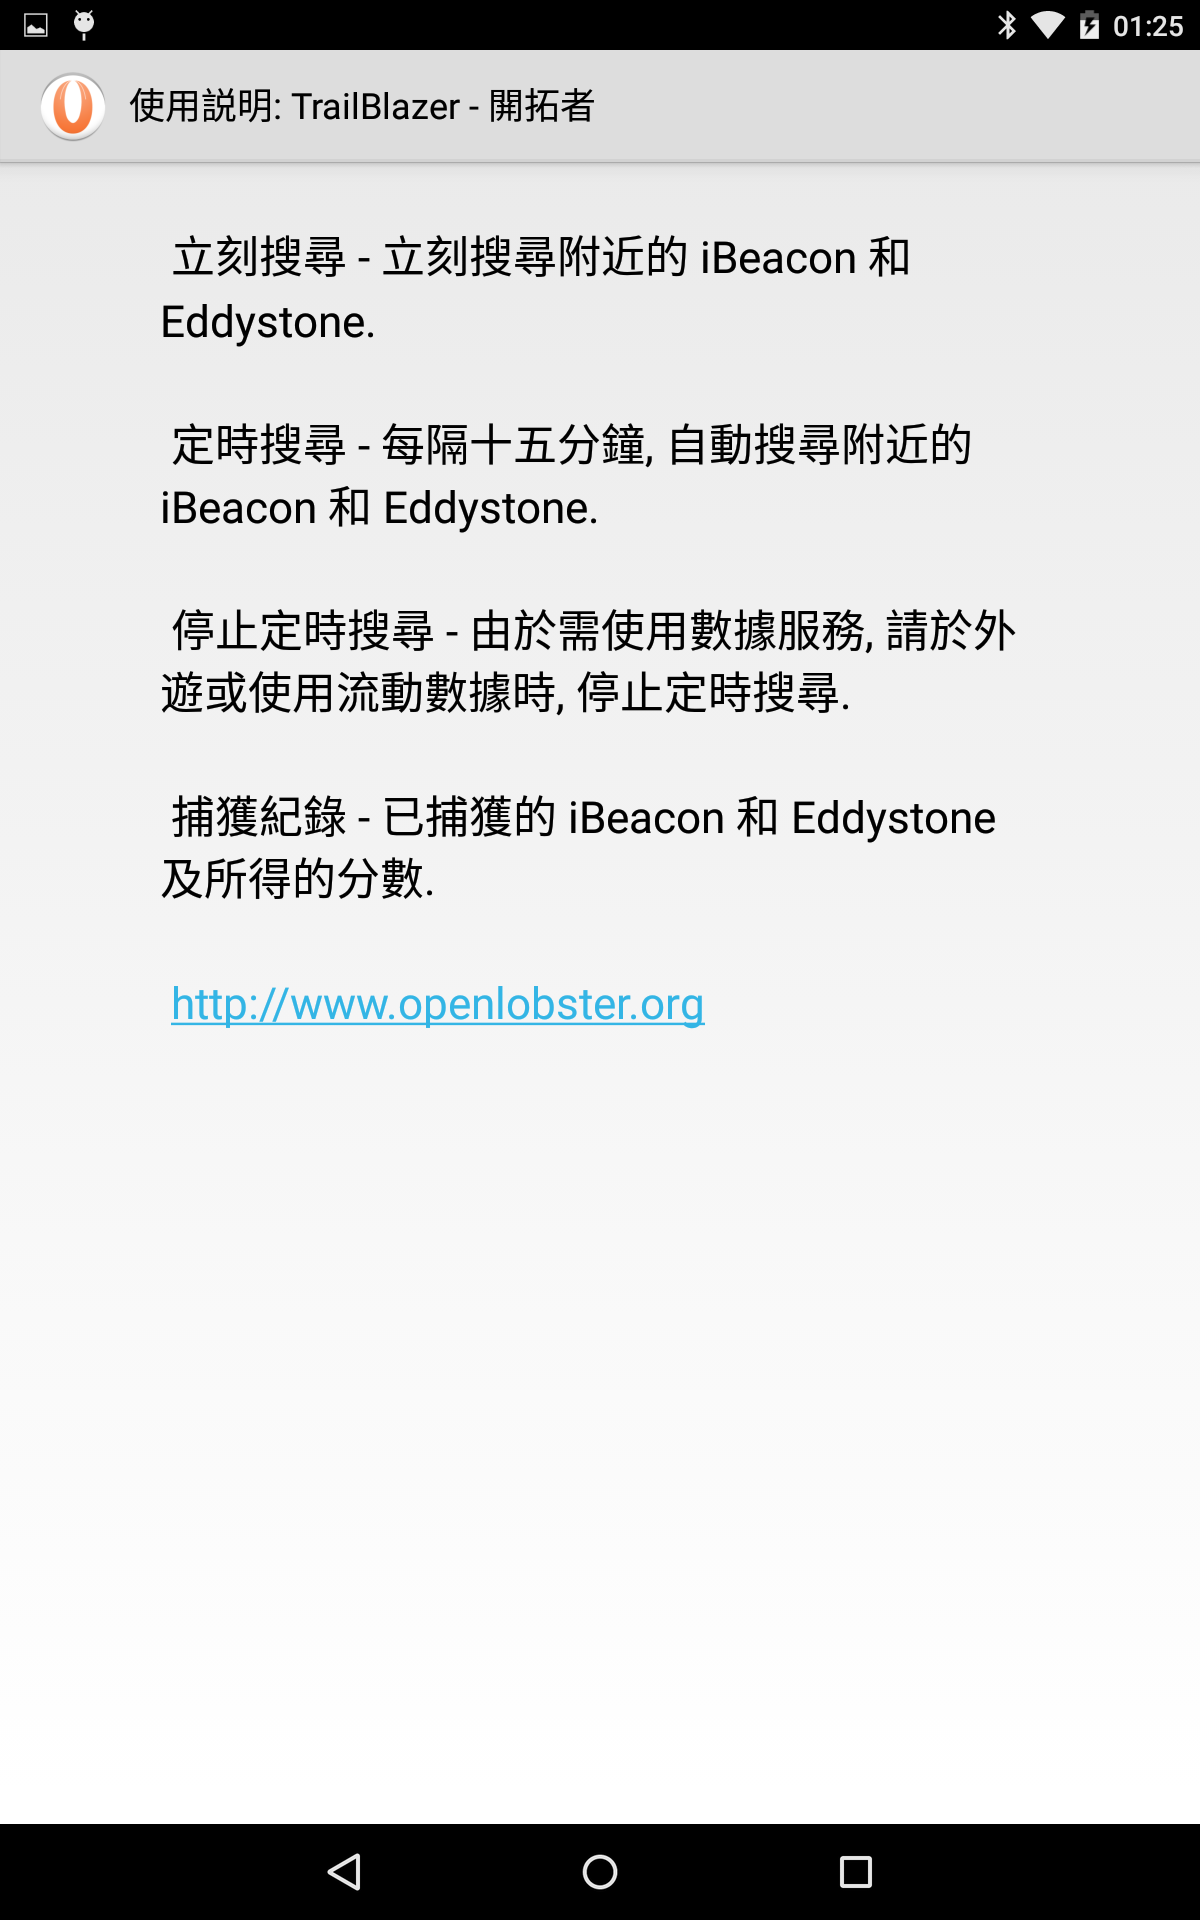 01:25
使用説明: TrailBlazer - 開拓者
立刻搜尋 - 立刻搜尋附近的 iBeacon 和
Eddystone.
定時搜尋 - 每隔十五分鐘, 自動搜尋附近的
iBeacon 和 Eddystone.
停止定時搜尋 - 由於需使用數據服務, 請於外
遊或使用流動數據時, 停止定時搜尋.
捕獲紀錄 - 已捕獲的 iBeacon 和 Eddystone
及所得的分數.
http://www.openlobster.org